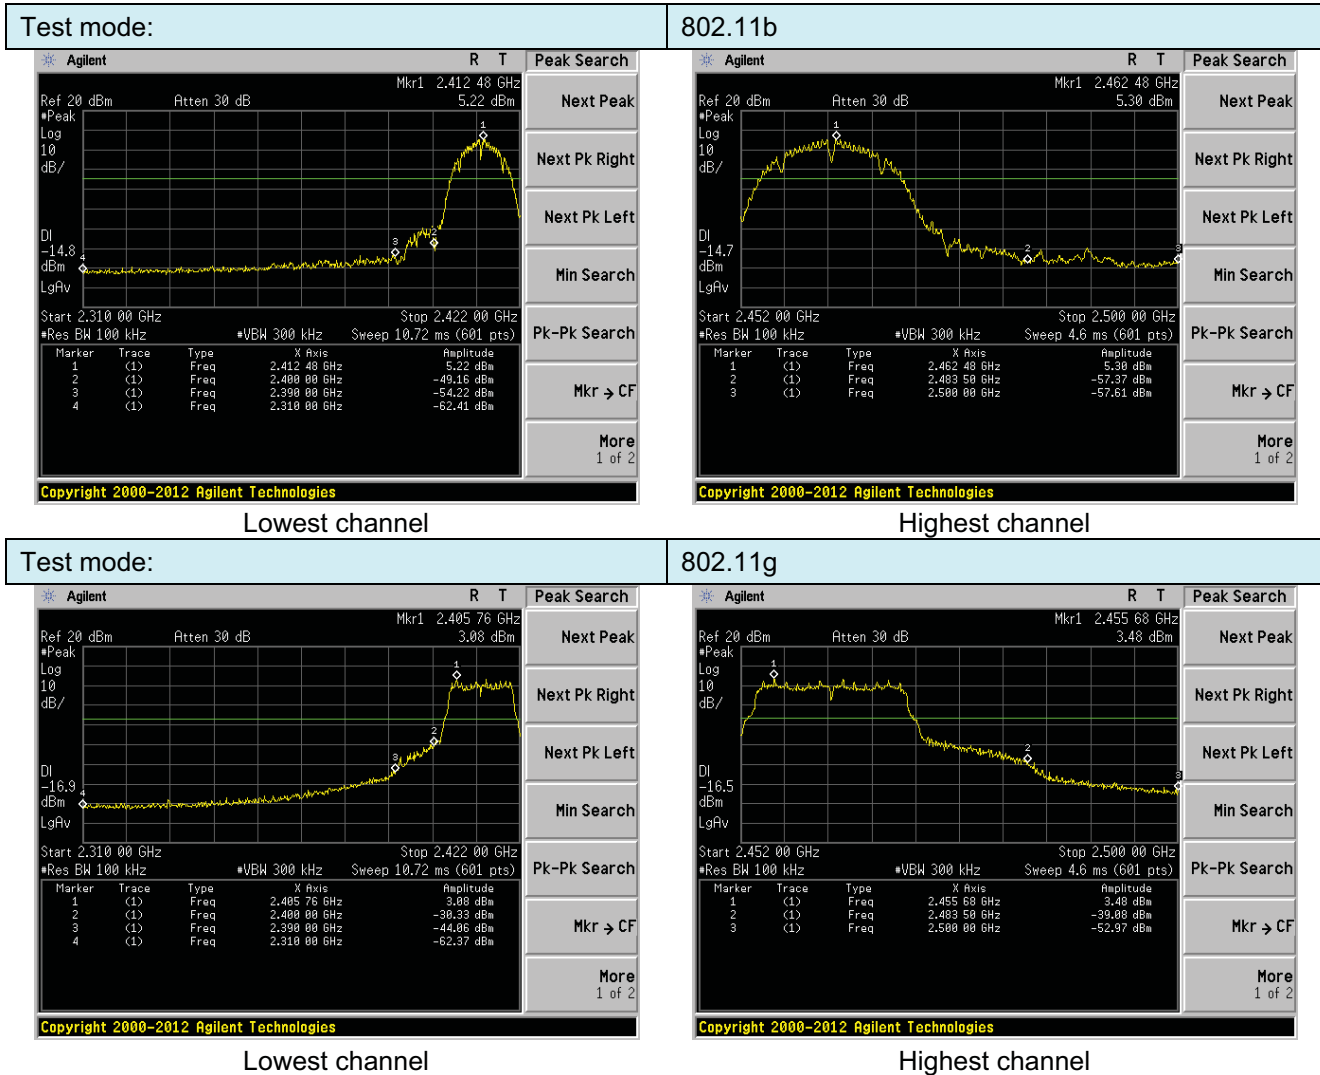 Test mode: 802.11b
Agilent R T Peak Search
Mkr1 2.412 48 GHz
Ref 20 dBm Atten 30 dB 5.22 dBm
#Peak
Log
10
dB/
DI
-14.8
dBm
LgAv
1
2
3
4
Start 2.310 00 GHz Stop 2.422 00 GHz
#Res BW 100 kHz #VBW 300 kHz Sweep 10.72 ms (601 pts)
Marker Trace Type X Axis Amplitude
1 (1) Freq 2.412 48 GHz 5.22 dBm
2 (1) Freq 2.400 00 GHz -49.16 dBm
3 (1) Freq 2.390 00 GHz -54.22 dBm
4 (1) Freq 2.310 00 GHz -62.41 dBm
Next Peak
Next Pk Right
Next Pk Left
Min Search
Pk-Pk Search
Mkr → CF
More
1 of 2
Copyright 2000-2012 Agilent Technologies
Lowest channel
Agilent R T Peak Search
Mkr1 2.462 48 GHz
Ref 20 dBm Atten 30 dB 5.30 dBm
#Peak
Log
10
dB/
DI
-14.7
dBm
LgAv
1
2
3
Start 2.452 00 GHz Stop 2.500 00 GHz
#Res BW 100 kHz #VBW 300 kHz Sweep 4.6 ms (601 pts)
Marker Trace Type X Axis Amplitude
1 (1) Freq 2.462 48 GHz 5.30 dBm
2 (1) Freq 2.483 50 GHz -57.37 dBm
3 (1) Freq 2.500 00 GHz -57.61 dBm
Next Peak
Next Pk Right
Next Pk Left
Min Search
Pk-Pk Search
Mkr → CF
More
1 of 2
Copyright 2000-2012 Agilent Technologies
Highest channel
Test mode: 802.11g
Agilent R T Peak Search
Mkr1 2.405 76 GHz
Ref 20 dBm Atten 30 dB 3.08 dBm
#Peak
Log
10
dB/
DI
-16.9
dBm
LgAv
1
2
3
4
Start 2.310 00 GHz Stop 2.422 00 GHz
#Res BW 100 kHz #VBW 300 kHz Sweep 10.72 ms (601 pts)
Marker Trace Type X Axis Amplitude
1 (1) Freq 2.405 76 GHz 3.08 dBm
2 (1) Freq 2.400 00 GHz -30.33 dBm
3 (1) Freq 2.390 00 GHz -44.06 dBm
4 (1) Freq 2.310 00 GHz -62.37 dBm
Next Peak
Next Pk Right
Next Pk Left
Min Search
Pk-Pk Search
Mkr → CF
More
1 of 2
Copyright 2000-2012 Agilent Technologies
Lowest channel
Agilent R T Peak Search
Mkr1 2.455 68 GHz
Ref 20 dBm Atten 30 dB 3.48 dBm
#Peak
Log
10
dB/
DI
-16.5
dBm
LgAv
1
2
3
Start 2.452 00 GHz Stop 2.500 00 GHz
#Res BW 100 kHz #VBW 300 kHz Sweep 4.6 ms (601 pts)
Marker Trace Type X Axis Amplitude
1 (1) Freq 2.455 68 GHz 3.48 dBm
2 (1) Freq 2.483 50 GHz -39.08 dBm
3 (1) Freq 2.500 00 GHz -52.97 dBm
Next Peak
Next Pk Right
Next Pk Left
Min Search
Pk-Pk Search
Mkr → CF
More
1 of 2
Copyright 2000-2012 Agilent Technologies
Highest channel